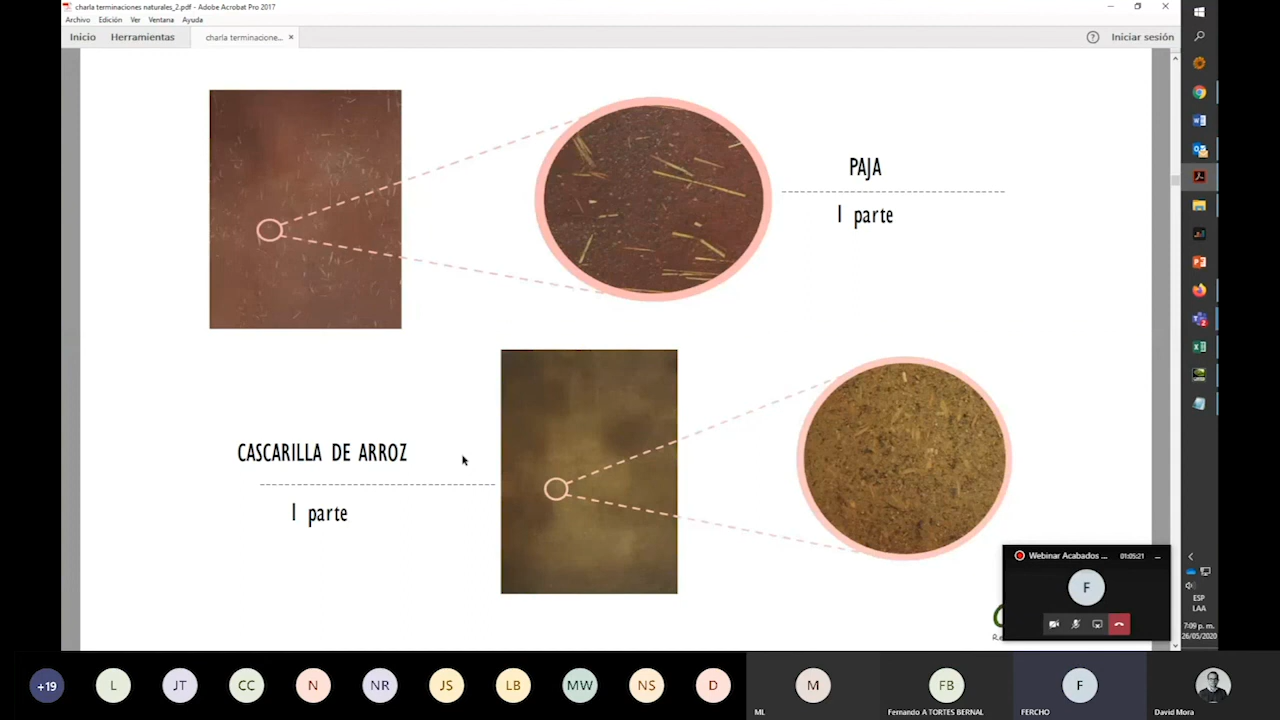 charla terminaciones naturales_2.pdf - Adobe Acrobat Pro 2017
Archivo Edición Ver Ventana Ayuda
Inicio Herramientas charla terminacione... × Iniciar sesión
PAJA
1 parte
CASCARILLA DE ARROZ
1 parte
Webinar Acabados ... 01:05:21
F
ESP
LAA
7:09 p. m.
26/05/2020
+19 L JT CC N NR JS LB MW NS D M FB F
ML Fernando A TORTES BERNAL FERCHO David Mora